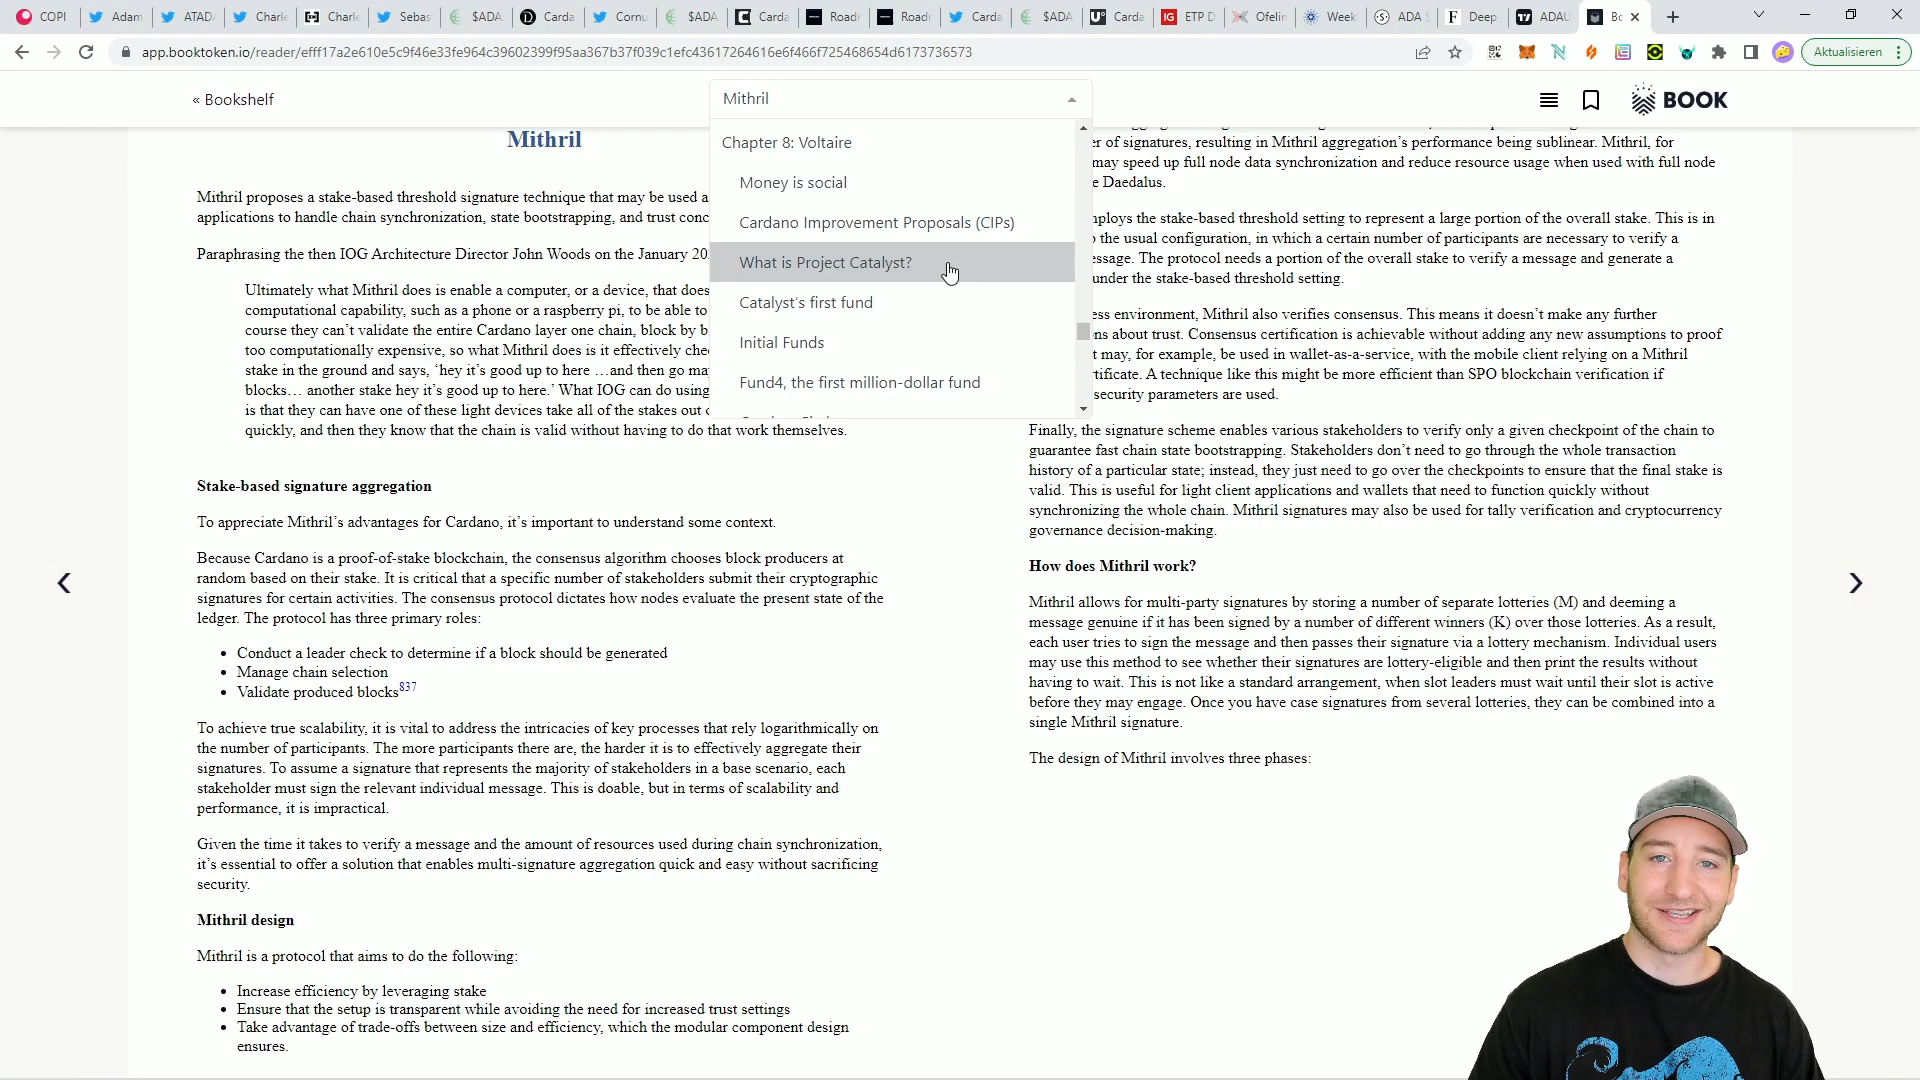 COPI
Adam
ATAD
Charle
Charle
Sebas
$ADA
Carda
Cornu
$ADA
Carda
Roadr
Roadr
Carda
$ADA
Carda
ETP D
Ofelin
Week
ADA
Deep
ADAU
Bc
app.booktoken.io/reader/efff17a2e610e5c9f46e33fe964c39602399f95aa367b37f039c1efc43617264616e6f466f725468654d6173736573
Aktualisieren
« Bookshelf
Mithril
BOOK
Chapter 8: Voltaire
Money is social
Cardano Improvement Proposals (CIPs)
What is Project Catalyst?
Catalyst's first fund
Initial Funds
Fund4, the first million-dollar fund
Mithril
Mithril proposes a stake-based threshold signature technique that may be used a
applications to handle chain synchronization, state bootstrapping, and trust conc
Paraphrasing the then IOG Architecture Director John Woods on the January 20
Ultimately what Mithril does is enable a computer, or a device, that does
computational capability, such as a phone or a raspberry pi, to be able to
course they can't validate the entire Cardano layer one chain, block by b
too computationally expensive, so what Mithril does is it effectively che
stake in the ground and says, 'hey it's good up to here ...and then go ma
blocks... another stake hey it's good up to here.' What IOG can do using
is that they can have one of these light devices take all of the stakes out o
quickly, and then they know that the chain is valid without having to do that work themselves.
Stake-based signature aggregation
To appreciate Mithril's advantages for Cardano, it's important to understand some context.
Because Cardano is a proof-of-stake blockchain, the consensus algorithm chooses block producers at
random based on their stake. It is critical that a specific number of stakeholders submit their cryptographic
signatures for certain activities. The consensus protocol dictates how nodes evaluate the present state of the
ledger. The protocol has three primary roles:
• Conduct a leader check to determine if a block should be generated
• Manage chain selection
• Validate produced blocks837
To achieve true scalability, it is vital to address the intricacies of key processes that rely logarithmically on
the number of participants. The more participants there are, the harder it is to effectively aggregate their
signatures. To assume a signature that represents the majority of stakeholders in a base scenario, each
stakeholder must sign the relevant individual message. This is doable, but in terms of scalability and
performance, it is impractical.
Given the time it takes to verify a message and the amount of resources used during chain synchronization,
it's essential to offer a solution that enables multi-signature aggregation quick and easy without sacrificing
security.
Mithril design
Mithril is a protocol that aims to do the following:
• Increase efficiency by leveraging stake
• Ensure that the setup is transparent while avoiding the need for increased trust settings
• Take advantage of trade-offs between size and efficiency, which the modular component design
ensures.
er of signatures, resulting in Mithril aggregation's performance being sublinear. Mithril, for
may speed up full node data synchronization and reduce resource usage when used with full node
e Daedalus.
mploys the stake-based threshold setting to represent a large portion of the overall stake. This is in
o the usual configuration, in which a certain number of participants are necessary to verify a
essage. The protocol needs a portion of the overall stake to verify a message and generate a
under the stake-based threshold setting.
ess environment, Mithril also verifies consensus. This means it doesn't make any further
ns about trust. Consensus certification is achievable without adding any new assumptions to proof
t may, for example, be used in wallet-as-a-service, with the mobile client relying on a Mithril
rtificate. A technique like this might be more efficient than SPO blockchain verification if
security parameters are used.
Finally, the signature scheme enables various stakeholders to verify only a given checkpoint of the chain to
guarantee fast chain state bootstrapping. Stakeholders don't need to go through the whole transaction
history of a particular state; instead, they just need to go over the checkpoints to ensure that the final stake is
valid. This is useful for light client applications and wallets that need to function quickly without
synchronizing the whole chain. Mithril signatures may also be used for tally verification and cryptocurrency
governance decision-making.
How does Mithril work?
Mithril allows for multi-party signatures by storing a number of separate lotteries (M) and deeming a
message genuine if it has been signed by a number of different winners (K) over those lotteries. As a result,
each user tries to sign the message and then passes their signature via a lottery mechanism. Individual users
may use this method to see whether their signatures are lottery-eligible and then print the results without
having to wait. This is not like a standard arrangement, when slot leaders must wait until their slot is active
before they may engage. Once you have case signatures from several lotteries, they can be combined into a
single Mithril signature.
The design of Mithril involves three phases: